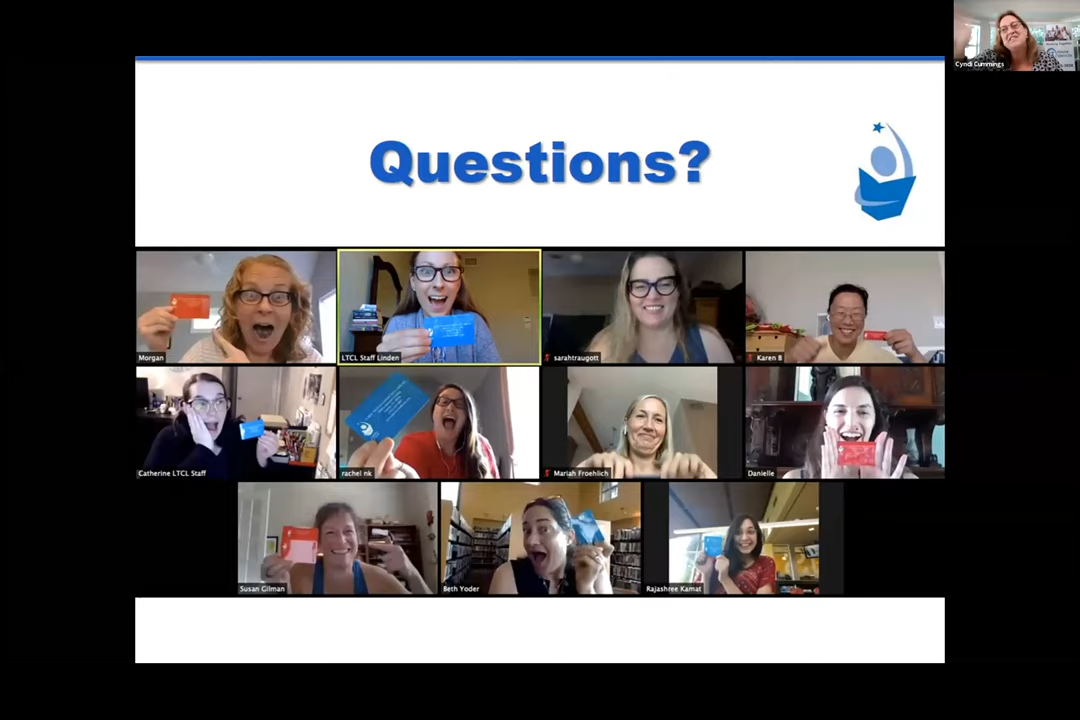 Cyndi Cummings
Questions?
Morgan
LTCL Staff Linden
sarahtraugott
Karen B
Catherine LTCL Staff
rachel nk
Mariah Froehlich
Danielle
Susan Gilman
Beth Yoder
Rajashree Kamat